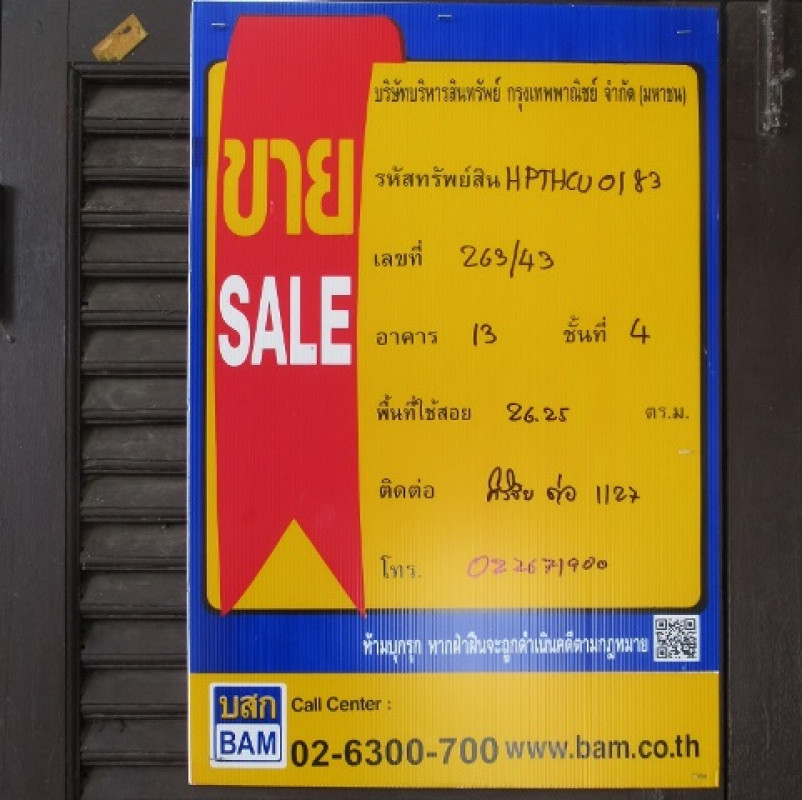 บริษัทบริหารสินทรัพย์ กรุงเทพพาณิชย์ จำกัด (มหาชน)
ขาย
SALE
รหัสทรัพย์สิน HPTHCU0183
เลขที่ 263/43
อาคาร 13 ชั้นที่ 4
พื้นที่ใช้สอย 26.25 ตร.ม.
ติดต่อ ศิริชัย ต่อ 1127
โทร. 022671900
ห้ามบุกรุก หากฝ่าฝืนจะถูกดำเนินคดีตามกฎหมาย
บสก
BAM
Call Center :
02-6300-700 www.bam.co.th